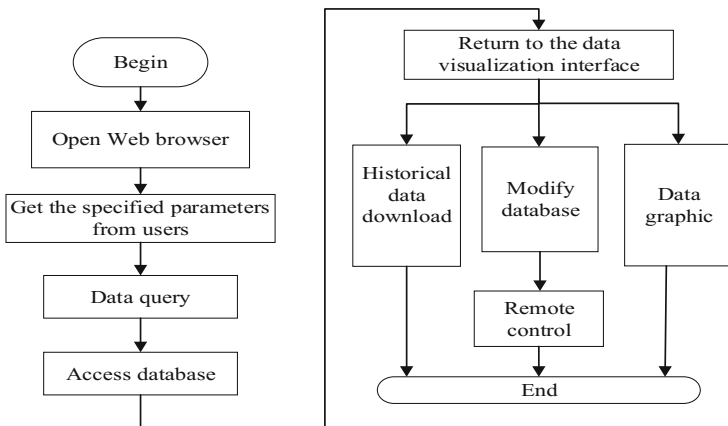 Begin
Open Web browser
Get the specified parameters
from users
Data query
Access database
Return to the data
visualization interface
Historical
data
download
Modify
database
Data
graphic
Remote
control
End